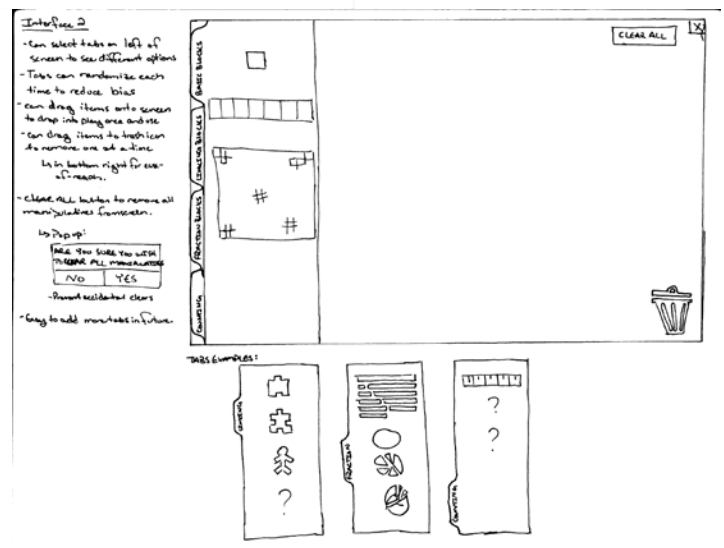 Interface 2
- Can select tabs on left of
screen to see different options
- Tabs can randomize each
time to reduce bias
- can drag items onto screen
to drop into play area and use
- can drag items to trash icon
to remove one at a time
↳ in bottom right for ease-
of-reach.
- CLEAR ALL button to remove all
manipulatives from screen.
↳ Popup:
ARE YOU SURE YOU WISH
TO CLEAR ALL MANIPULATIVES
NO YES
- Prevent accidental clears
- Easy to add more tabs in future.
BASIC BLOCKS
LINKING BLOCKS
FRACTION BLOCKS
COUNTING
CLEAR ALL
X
TABS EXAMPLES:
LINKING
?
FRACTION
COUNTING
?
?